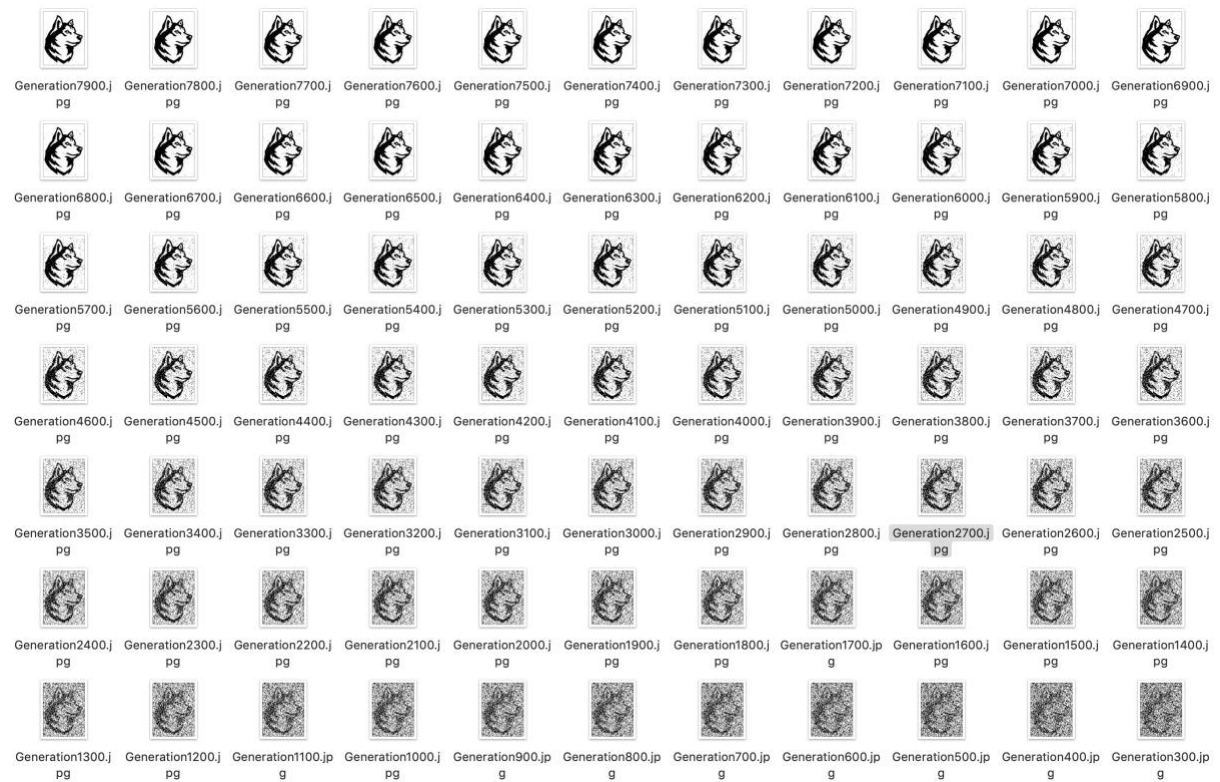 Generation7900.j Generation7800.j Generation7700.j Generation7600.j Generation7500.j Generation7400.j Generation7300.j Generation7200.j Generation7100.j Generation7000.j Generation6900.j
pg pg pg pg pg pg pg pg pg pg pg
Generation6800.j Generation6700.j Generation6600.j Generation6500.j Generation6400.j Generation6300.j Generation6200.j Generation6100.j Generation6000.j Generation5900.j Generation5800.j
pg pg pg pg pg pg pg pg pg pg pg
Generation5700.j Generation5600.j Generation5500.j Generation5400.j Generation5300.j Generation5200.j Generation5100.j Generation5000.j Generation4900.j Generation4800.j Generation4700.j
pg pg pg pg pg pg pg pg pg pg pg
Generation4600.j Generation4500.j Generation4400.j Generation4300.j Generation4200.j Generation4100.j Generation4000.j Generation3900.j Generation3800.j Generation3700.j Generation3600.j
pg pg pg pg pg pg pg pg pg pg pg
Generation3500.j Generation3400.j Generation3300.j Generation3200.j Generation3100.j Generation3000.j Generation2900.j Generation2800.j Generation2700.j Generation2600.j Generation2500.j
pg pg pg pg pg pg pg pg pg pg pg
Generation2400.j Generation2300.j Generation2200.j Generation2100.j Generation2000.j Generation1900.j Generation1800.j Generation1700.jp Generation1600.j Generation1500.j Generation1400.j
pg pg pg pg pg pg pg g pg pg pg
Generation1300.j Generation1200.j Generation1100.jp Generation1000.j Generation900.jp Generation800.jp Generation700.jp Generation600.jp Generation500.jp Generation400.jp Generation300.jp
pg pg g pg g g g g g g g